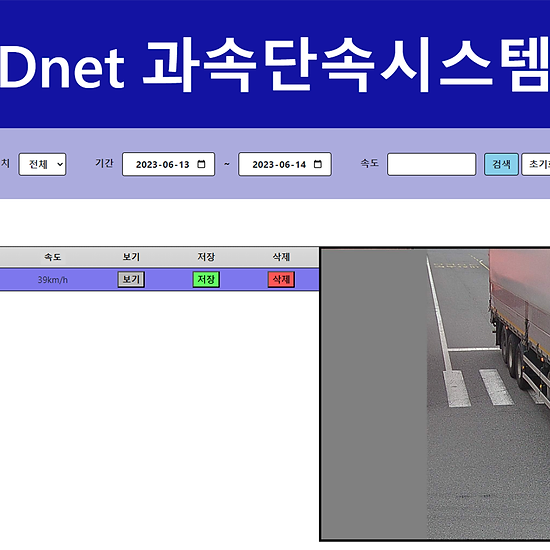 Dnet 과속단속시스템
치 전체 기간 2023-06-13 ~ 2023-06-14 속도 검색
속도 보기 저장 삭제
39km/h 보기 저장 삭제